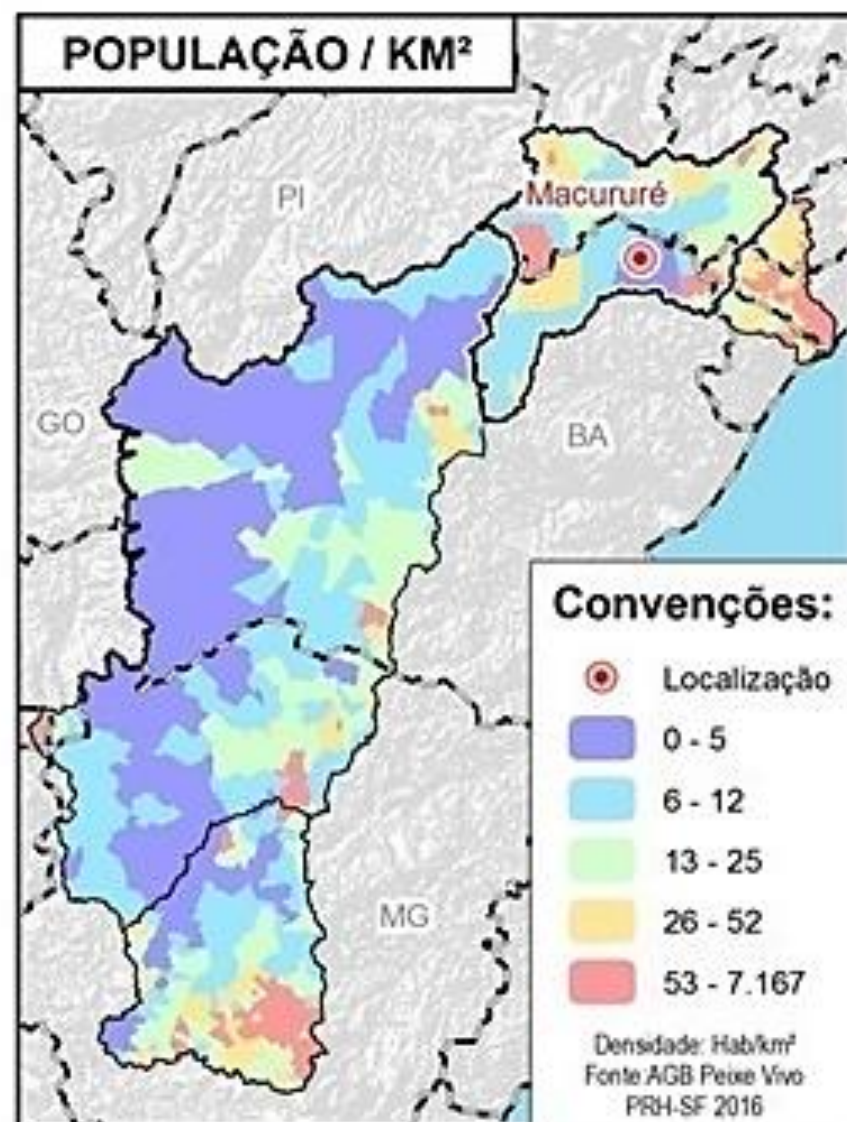 POPULAÇÃO / KM²
PI
Macururé
GO
BA
MG
Convenções:
Localização
0 - 5
6 - 12
13 - 25
26 - 52
53 - 7.167
Densidade: Hab/km²
Fonte:AGB Peixe Vivo
PRH-SF 2016